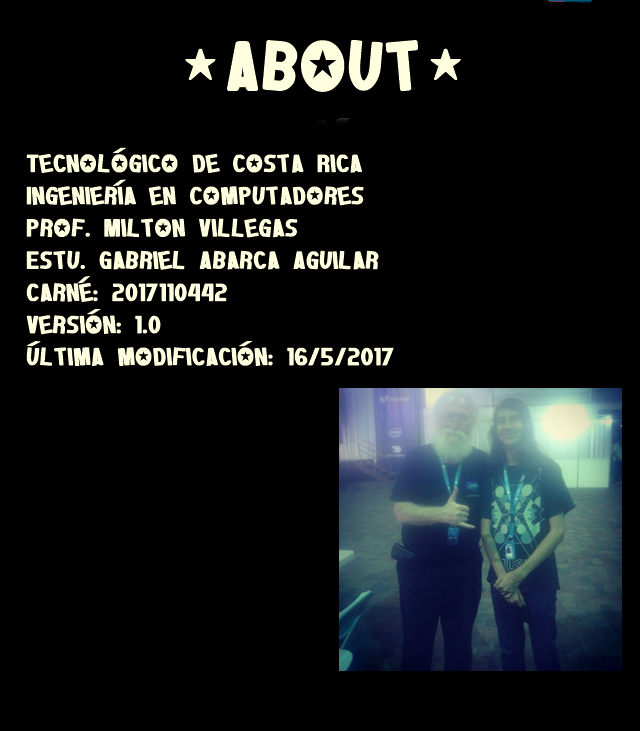 ★ ABOUT ★
TECNOLÓGICO DE COSTA RICA
INGENIERÍA EN COMPUTADORES
PROF. MILTON VILLEGAS
ESTU. GABRIEL ABARCA AGUILAR
CARNÉ: 2017110442
VERSIÓN: 1.0
ÚLTIMA MODIFICACIÓN: 16/5/2017
intel